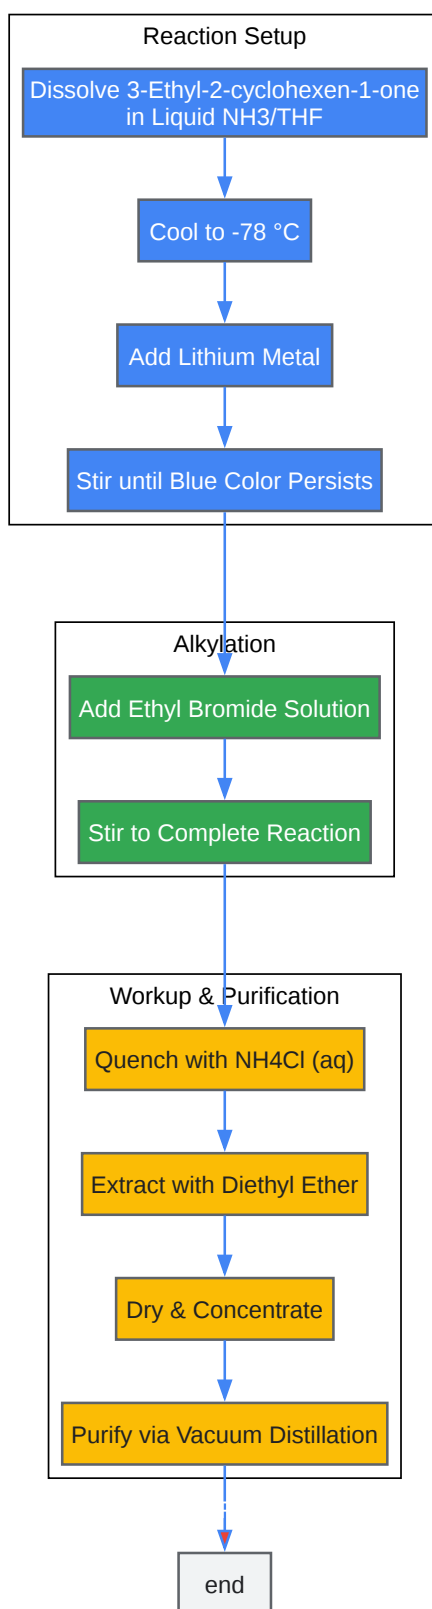 Reaction Setup
Dissolve 3-Ethyl-2-cyclohexen-1-one
in Liquid NH3/THF
Cool to -78 °C
Add Lithium Metal
Stir until Blue Color Persists
Alkylation
Add Ethyl Bromide Solution
Stir to Complete Reaction
Workup & Purification
Quench with NH4Cl (aq)
Extract with Diethyl Ether
Dry & Concentrate
Purify via Vacuum Distillation
end